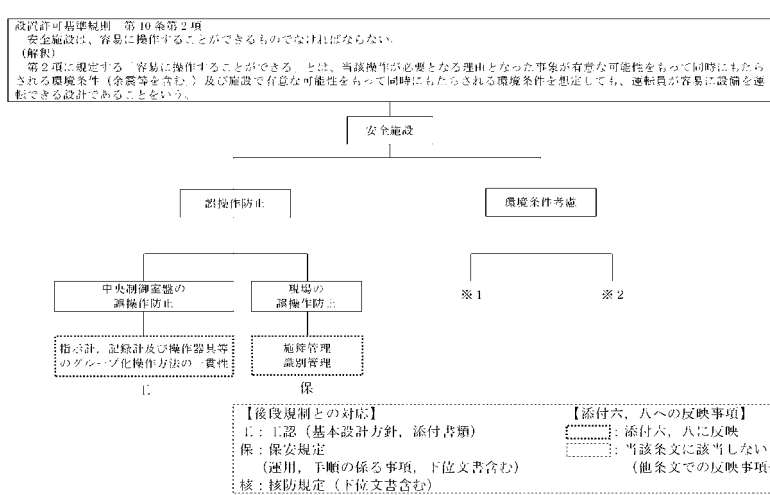 設置許可基準規則 第10条第2項
安全施設は、容易に操作することができるものでなければならない。
（解釈）
第2項に規定する「容易に操作することができる」とは、当該操作が必要となる理由となった事象が有意な可能性をもって同時にもたら
される環境条件（余震等を含む。）及び施設で有意な可能性をもって同時にもたらされる環境条件を想定しても、運転員が容易に設備を運
転できる設計であることをいう。
安全施設
誤操作防止
環境条件考慮
中央制御室盤の
誤操作防止
現場の
誤操作防止
※1
※2
指示計，記録計及び操作器具等
のグループ化操作方法の一貫性
施錠管理
識別管理
工
保
【後段規制との対応】
工：工認（基本設計方針，添付書類）
保：保安規定
（運用，手順の係る事項，下位文書含む）
核：核防規定（下位文書含む）
【添付六，八への反映事項】
：添付六，八に反映
：当該条文に該当しない
（他条文での反映事項